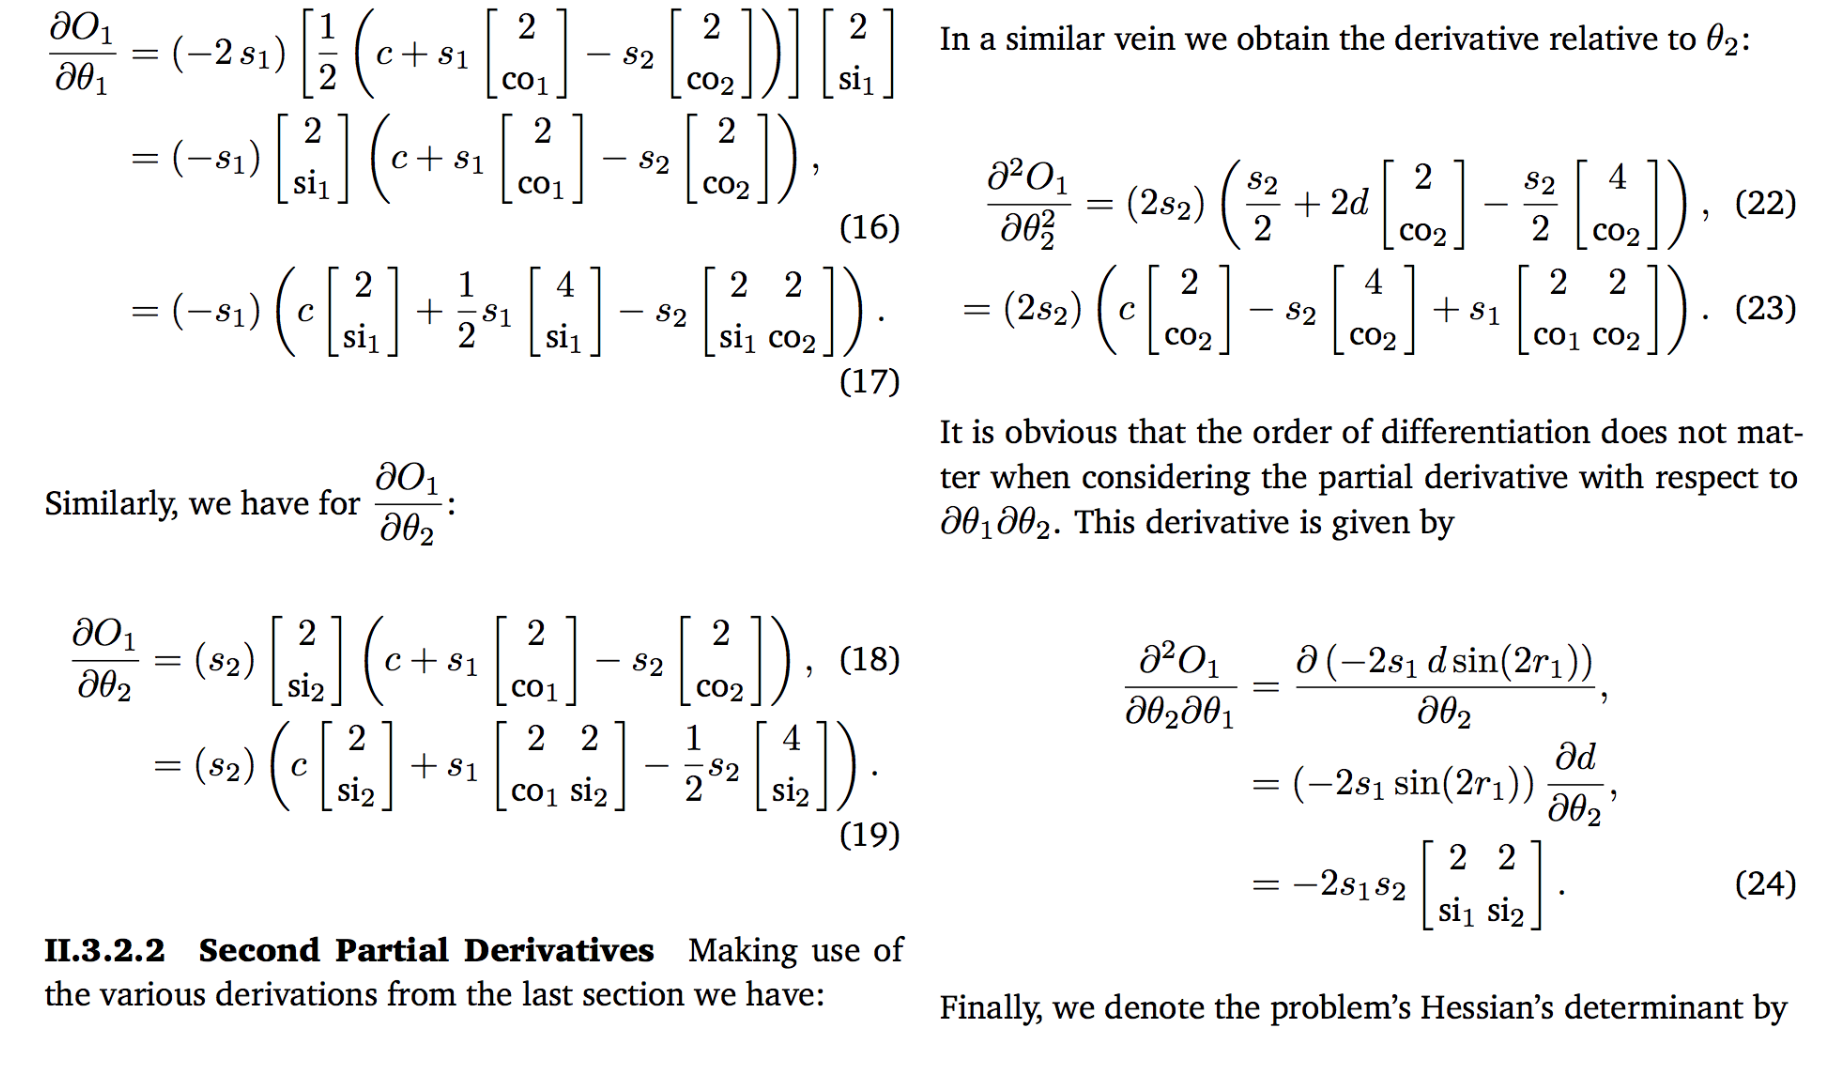 ∂O₁/∂θ₁ = (−2 s₁) [1/2 (c + s₁ [2 co₁] − s₂ [2 co₂])] [2 si₁]
= (−s₁) [2 si₁] (c + s₁ [2 co₁] − s₂ [2 co₂]),
(16)
= (−s₁) (c [2 si₁] + 1/2 s₁ [4 si₁] − s₂ [2 2 si₁ co₂]).
(17)
Similarly, we have for ∂O₁/∂θ₂:
∂O₁/∂θ₂ = (s₂) [2 si₂] (c + s₁ [2 co₁] − s₂ [2 co₂]), (18)
= (s₂) (c [2 si₂] + s₁ [2 2 co₁ si₂] − 1/2 s₂ [4 si₂]).
(19)
II.3.2.2 Second Partial Derivatives Making use of
the various derivations from the last section we have:
In a similar vein we obtain the derivative relative to θ₂:
∂²O₁/∂θ₂² = (2s₂) (s₂/2 + 2d [2 co₂] − s₂/2 [4 co₂]), (22)
= (2s₂) (c [2 co₂] − s₂ [4 co₂] + s₁ [2 2 co₁ co₂]). (23)
It is obvious that the order of differentiation does not mat-
ter when considering the partial derivative with respect to
∂θ₁∂θ₂. This derivative is given by
∂²O₁/∂θ₂∂θ₁ = ∂(−2s₁ d sin(2r₁))/∂θ₂,
= (−2s₁ sin(2r₁)) ∂d/∂θ₂,
= −2s₁s₂ [2 2 si₁ si₂]. (24)
Finally, we denote the problem's Hessian's determinant by